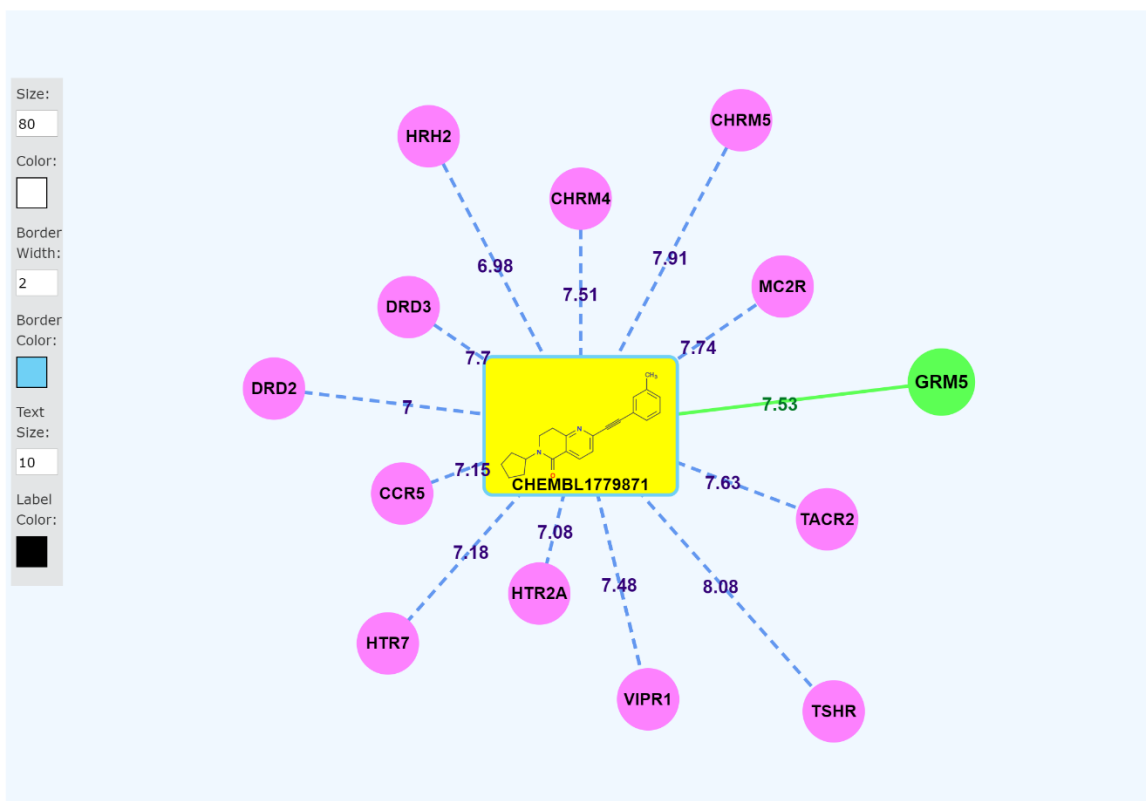 Size:
80
Color:
Border
Width:
2
Border
Color:
Text
Size:
10
Label
Color:
HRH2
CHRM5
CHRM4
6.98
7.91
7.51
MC2R
DRD3
7.7
7.74
DRD2
7
GRM5
7.53
CH₃
N
N
O
CHEMBL1779871
7.15
CCR5
7.63
TACR2
7.18
7.08
HTR2A
7.48
8.08
HTR7
VIPR1
TSHR